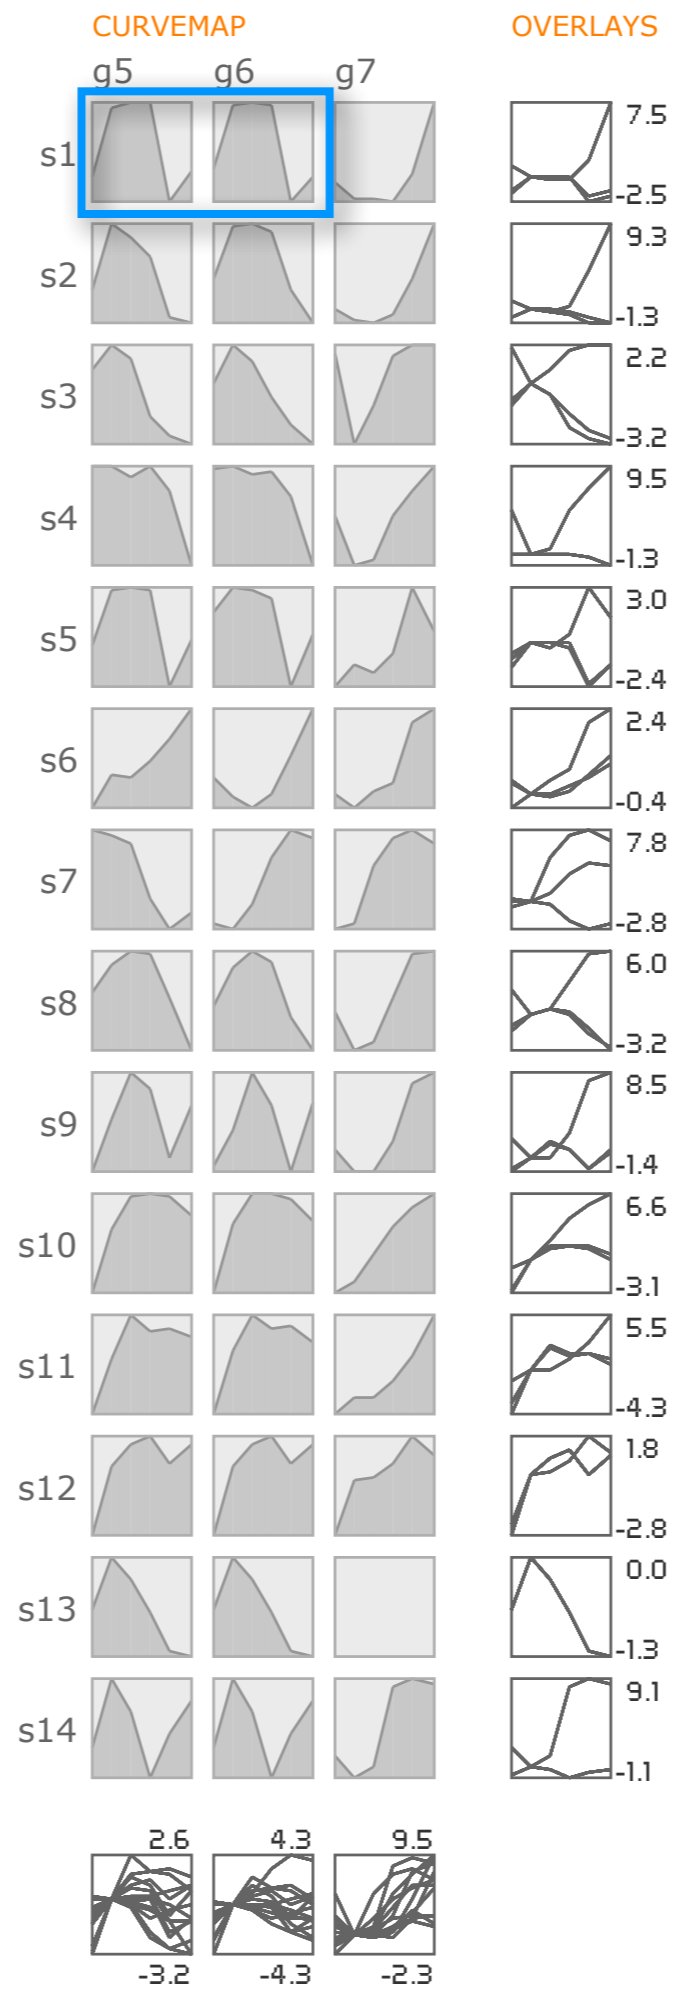 CURVEMAP OVERLAYS
g5 g6 g7
s1 7.5
-2.5
s2 9.3
-1.3
s3 2.2
-3.2
s4 9.5
-1.3
s5 3.0
-2.4
s6 2.4
-0.4
s7 7.8
-2.8
s8 6.0
-3.2
s9 8.5
-1.4
s10 6.6
-3.1
s11 5.5
-4.3
s12 1.8
-2.8
s13 0.0
-1.3
s14 9.1
-1.1
2.6 4.3 9.5
-3.2 -4.3 -2.3